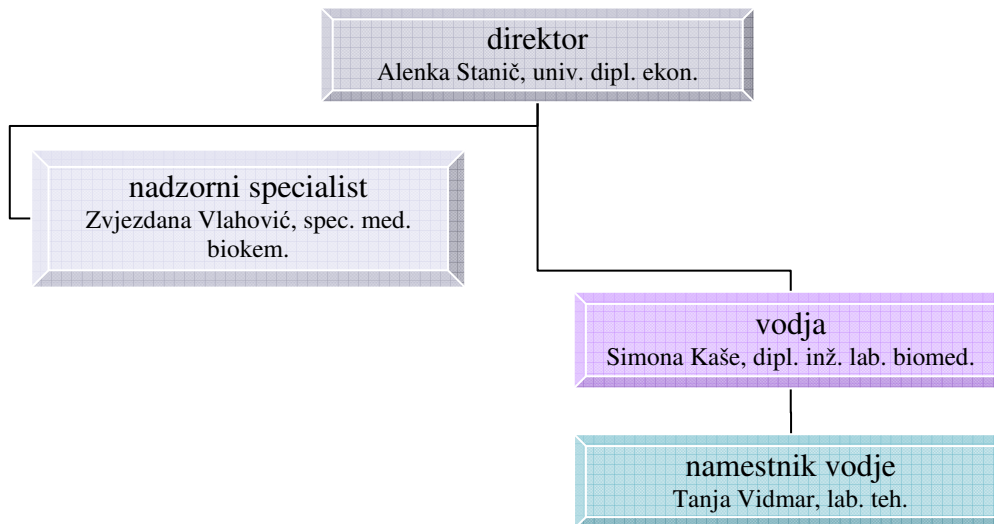 direktor
Alenka Stanič, univ. dipl. ekon.
nadzorni specialist
Zvjezdana Vlahović, spec. med.
biokem.
vodja
Simona Kaše, dipl. inž. lab. biomed.
namestnik vodje
Tanja Vidmar, lab. teh.